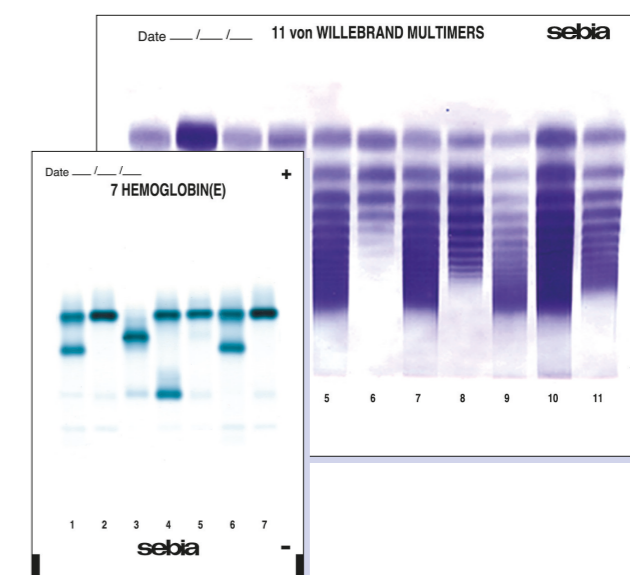 Date ___ /___ /___ 11 von WILLEBRAND MULTIMERS sebia
Date ___ /___ /___ +
7 HEMOGLOBIN(E)
5 6 7 8 9 10 11
1 2 3 4 5 6 7
sebia -